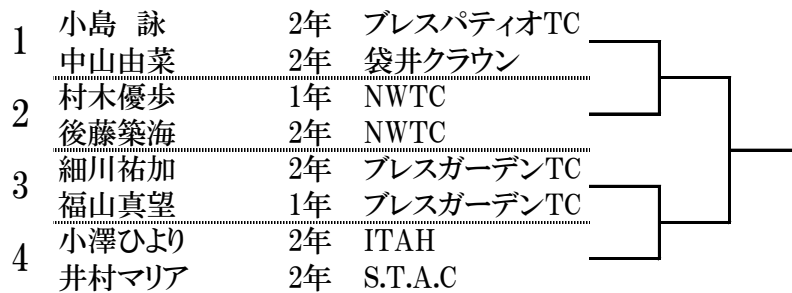 1 小島 詠 2年 ブレスパティオTC
中山由菜 2年 袋井クラウン
2 村木優歩 1年 NWTC
後藤築海 2年 NWTC
3 細川祐加 2年 ブレスガーデンTC
福山真望 1年 ブレスガーデンTC
4 小澤ひより 2年 ITAH
井村マリア 2年 S.T.A.C